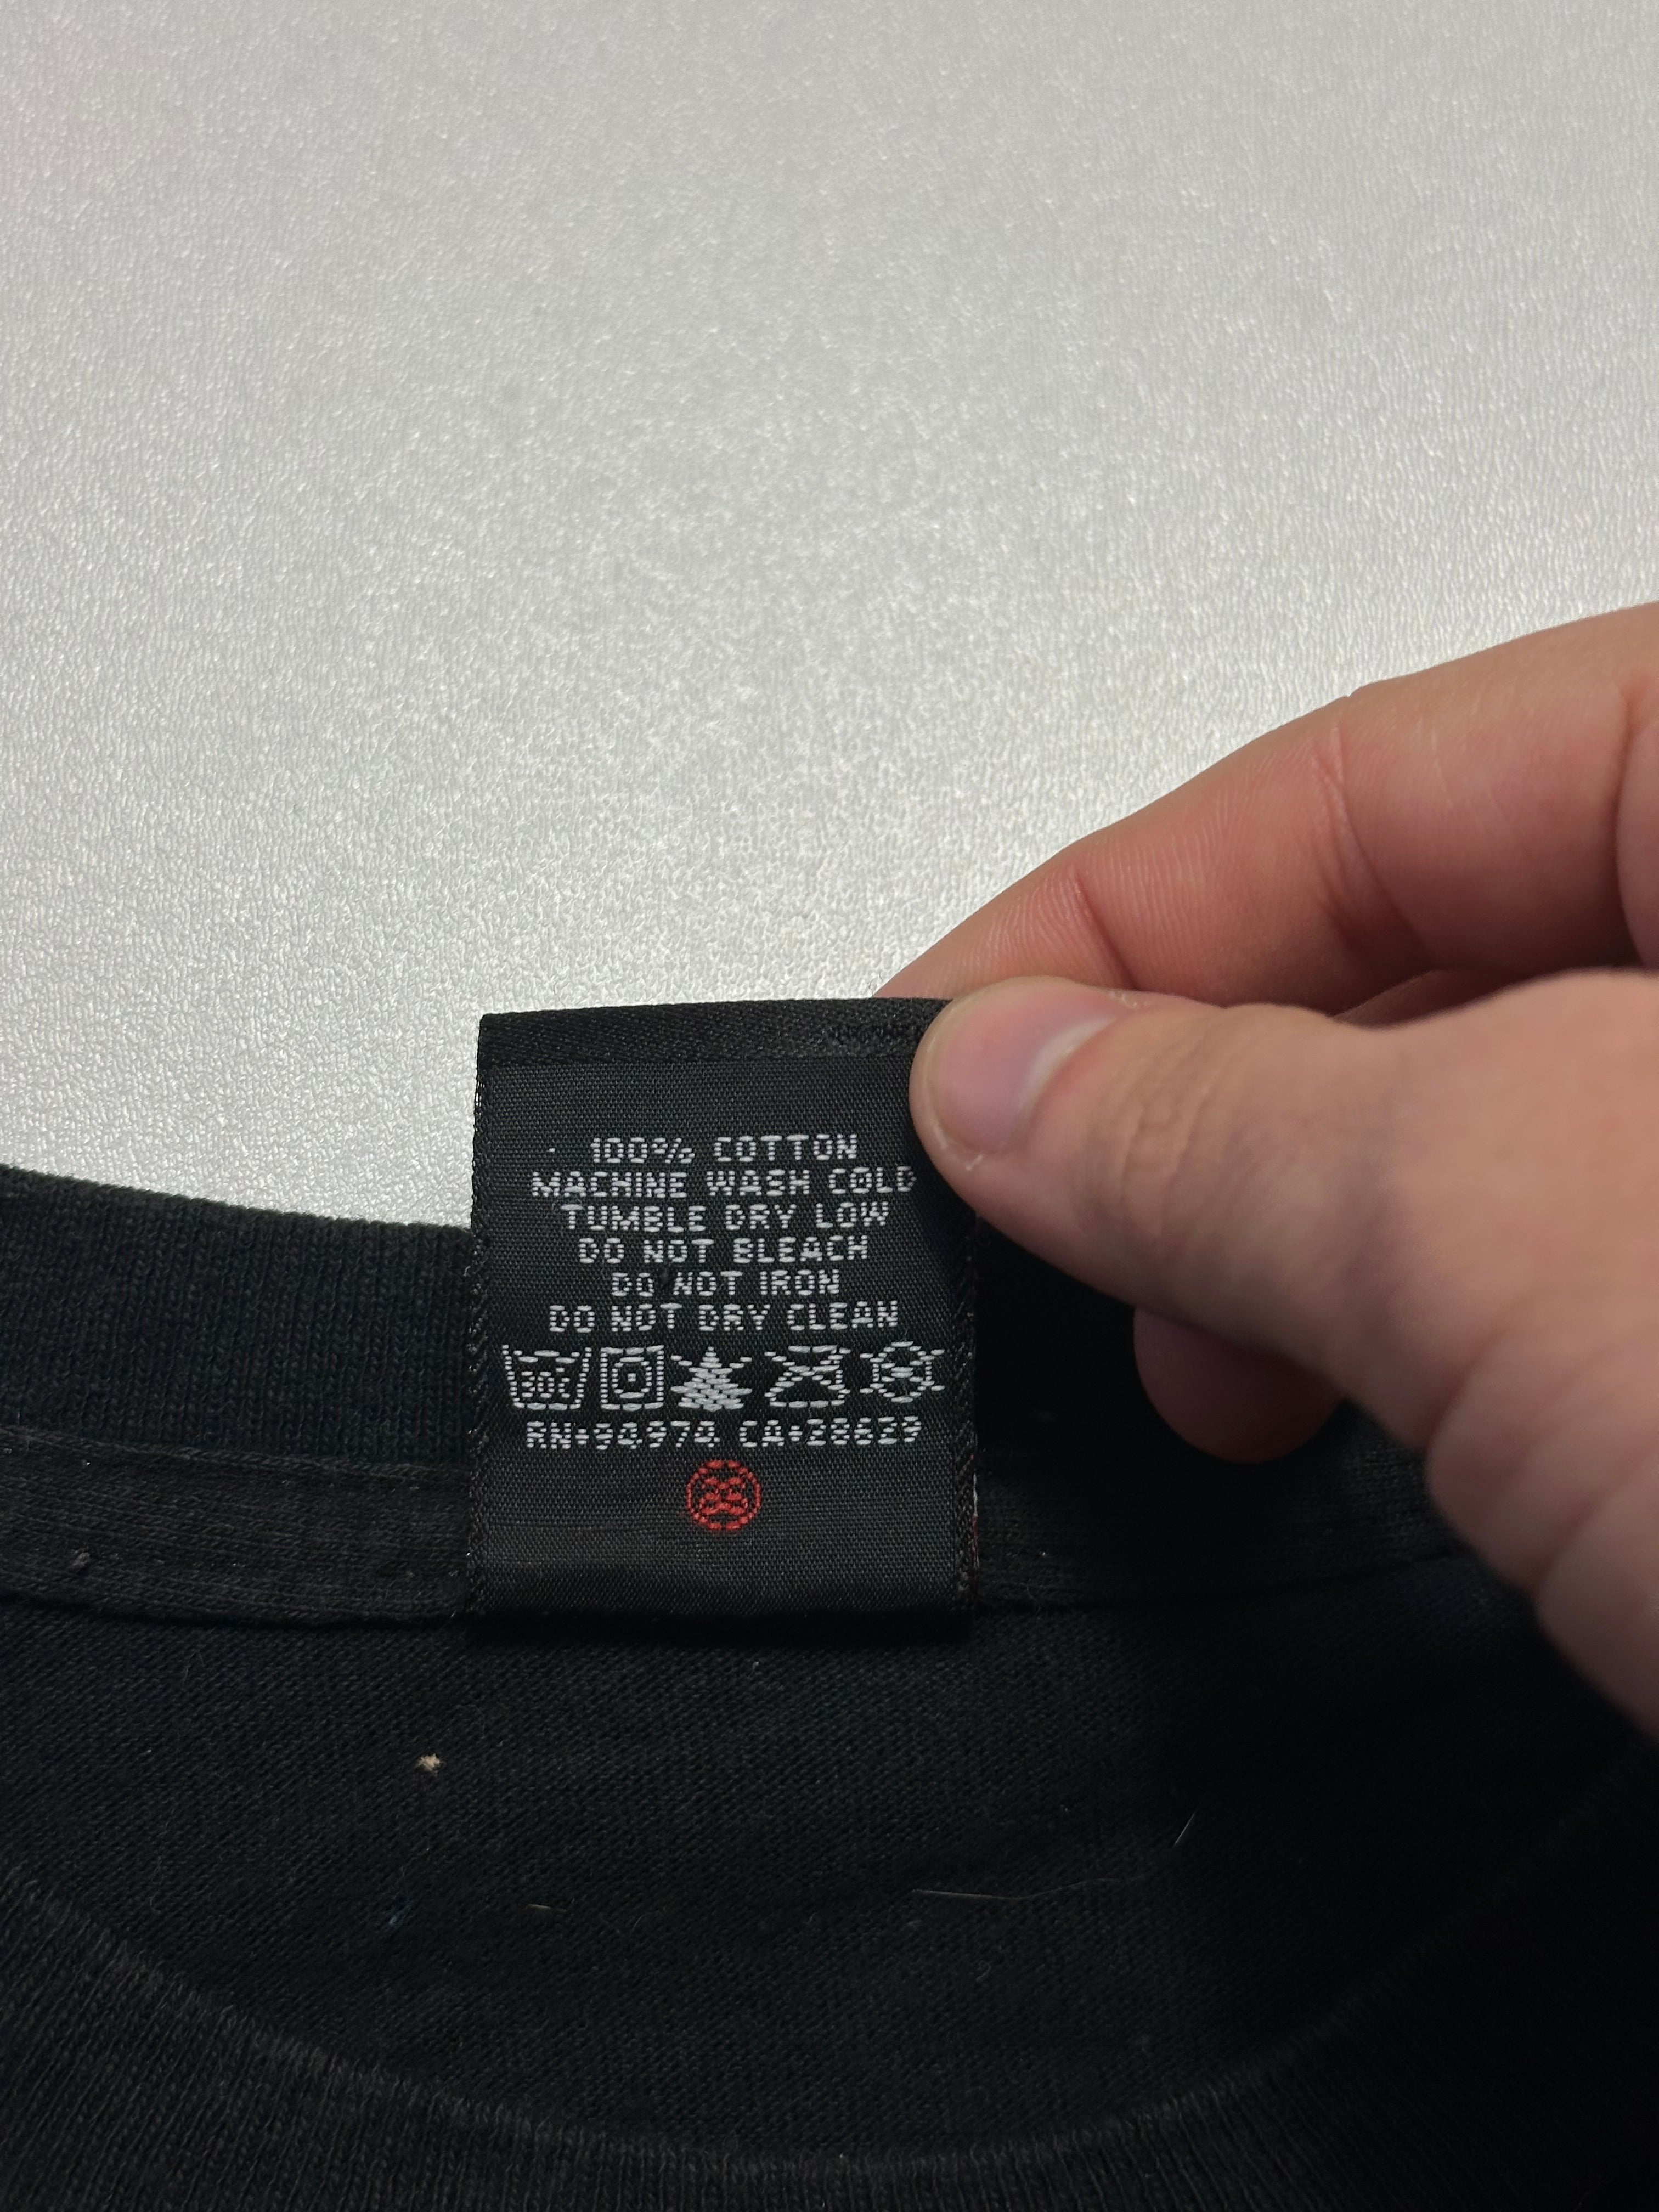 100% COTTON
MACHINE WASH COLD
TUMBLE DRY LOW
DO NOT BLEACH
DO NOT IRON
DO NOT DRY CLEAN
30C
RN#94974 CA#28629